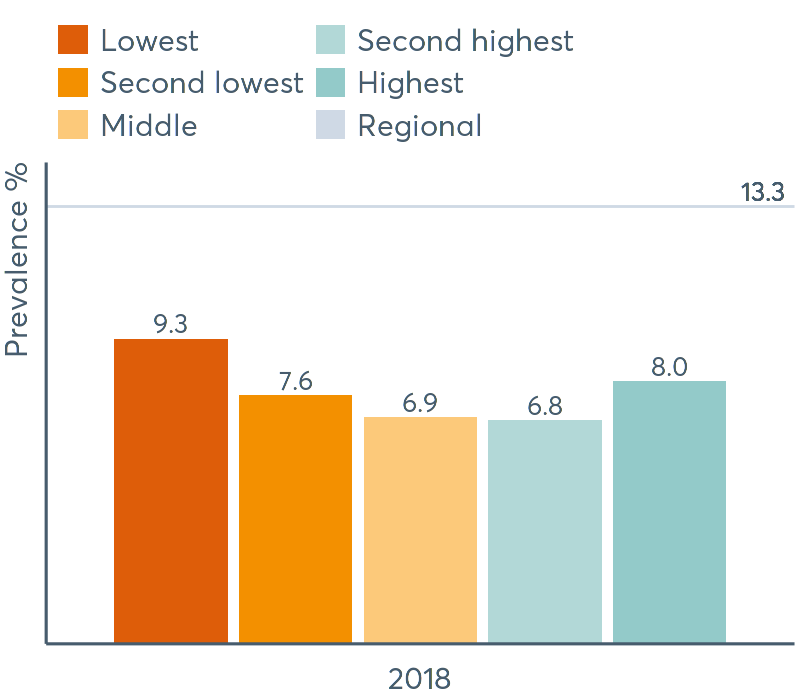 Lowest
Second lowest
Middle
Second highest
Highest
Regional
Prevalence %
13.3
9.3
7.6
6.9
6.8
8.0
2018